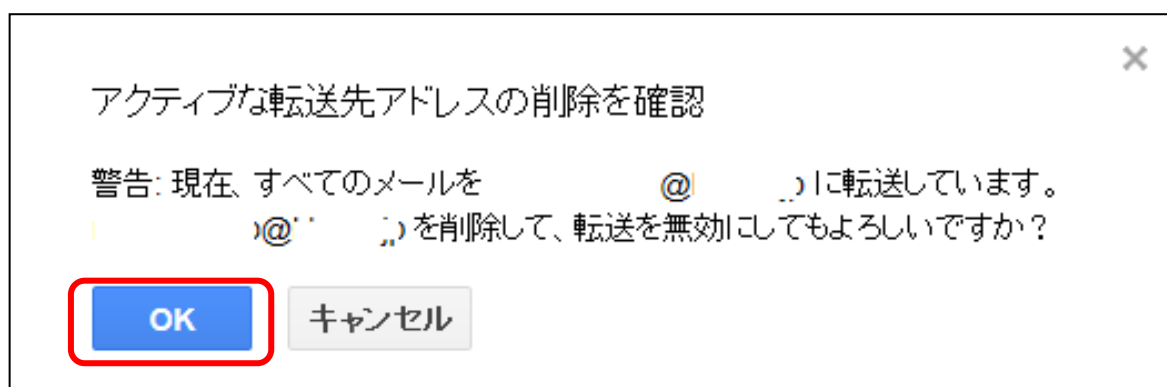 ×
アクティブな転送先アドレスの削除を確認
警告: 現在、すべてのメールを @ に転送しています。
@ を削除して、転送を無効にしてもよろしいですか？
OK キャンセル